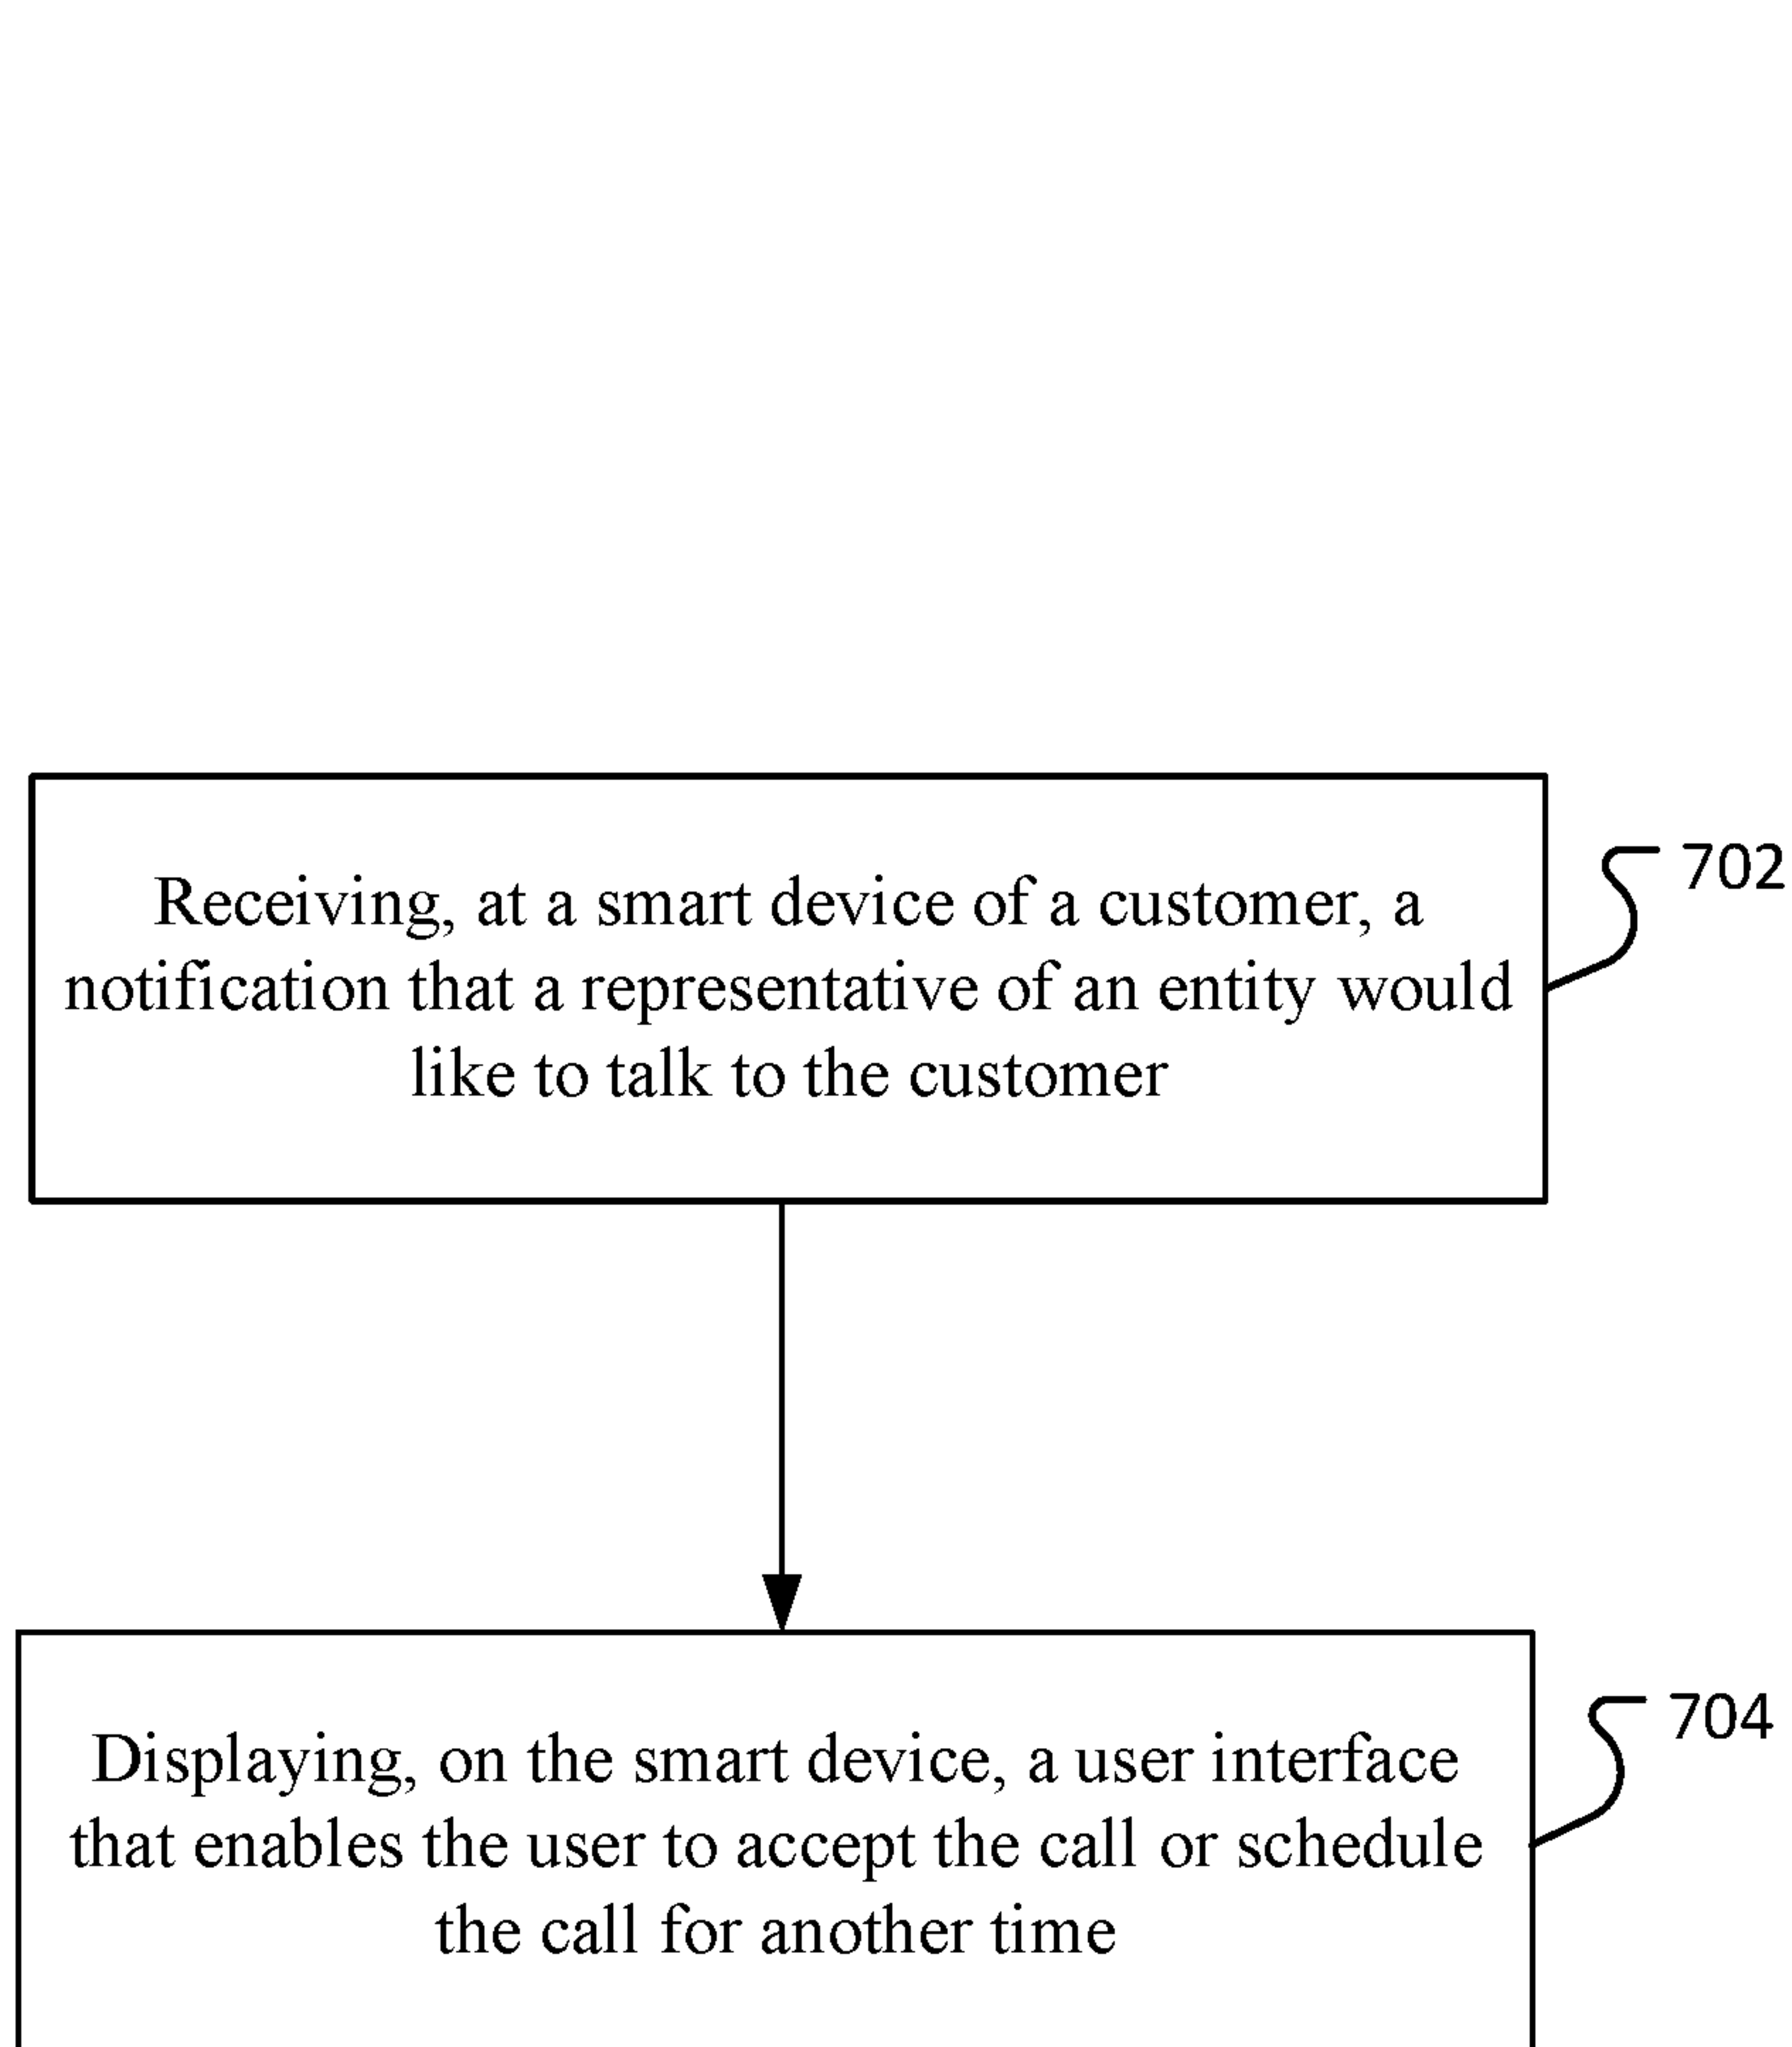 Receiving, at a smart device of a customer, a
notification that a representative of an entity would
like to talk to the customer
702
Displaying, on the smart device, a user interface
that enables the user to accept the call or schedule
the call for another time
704